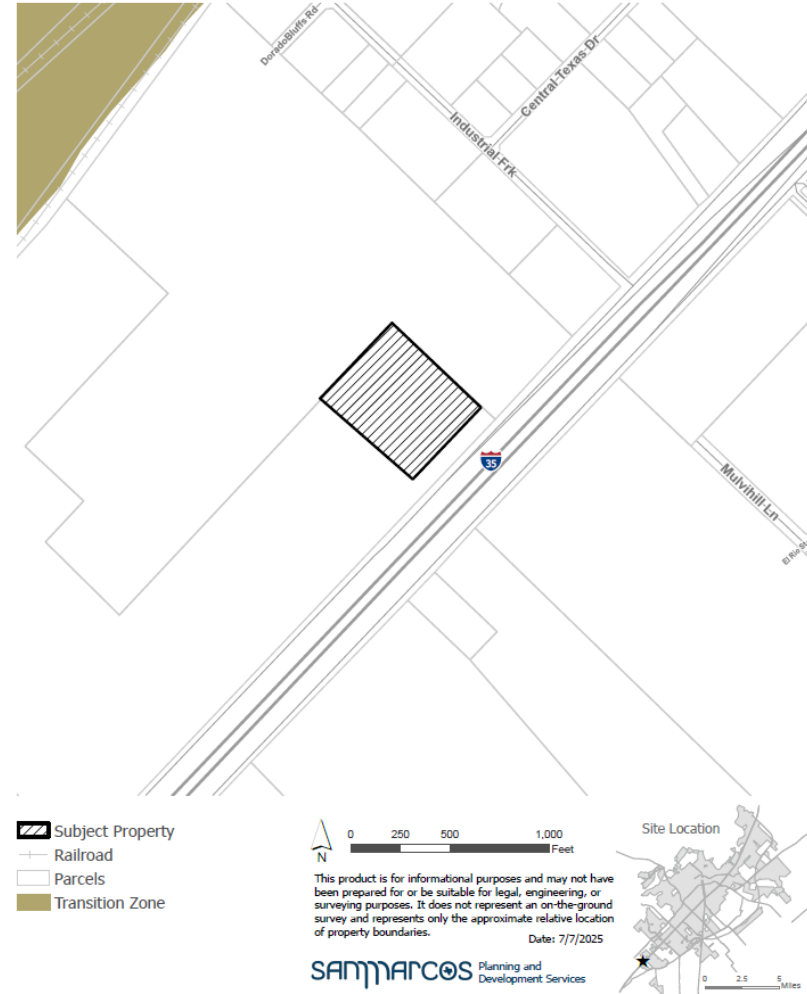 DoradoBluffs Rd
Central-Texas-Dr
Industrial-Frk
35
Mulvihill-Ln
Subject Property
Railroad
Parcels
Transition Zone
N
0 250 500 1,000
Feet
This product is for informational purposes and may not have
been prepared for or be suitable for legal, engineering, or
surveying purposes. It does not represent an on-the-ground
survey and represents only the approximate relative location
of property boundaries.
Date: 7/7/2025
SANMARCOS Planning and
Development Services
Site Location
0 2.5 5
Miles